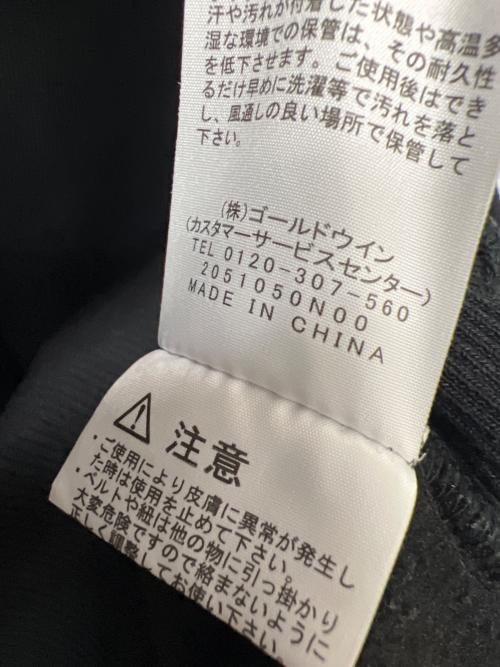 汗や汚れが付着した状態や高温多
湿な環境での保管は、その耐久性
を低下させます。ご使用後はでき
るだけ早めに洗濯等で汚れを落と
し、風通しの良い場所で保管して
下さい。
(株)ゴールドウイン
(カスタマーサービスセンター)
TEL 0120-307-560
2051050N00
MADE IN CHINA
注意
・ご使用により皮膚に異常が発生し
た時は使用を止めて下さい。
・ベルトや紐は他の物に引っ掛かり
大変危険ですので絡まないように
正しく調整してお使い下さい。